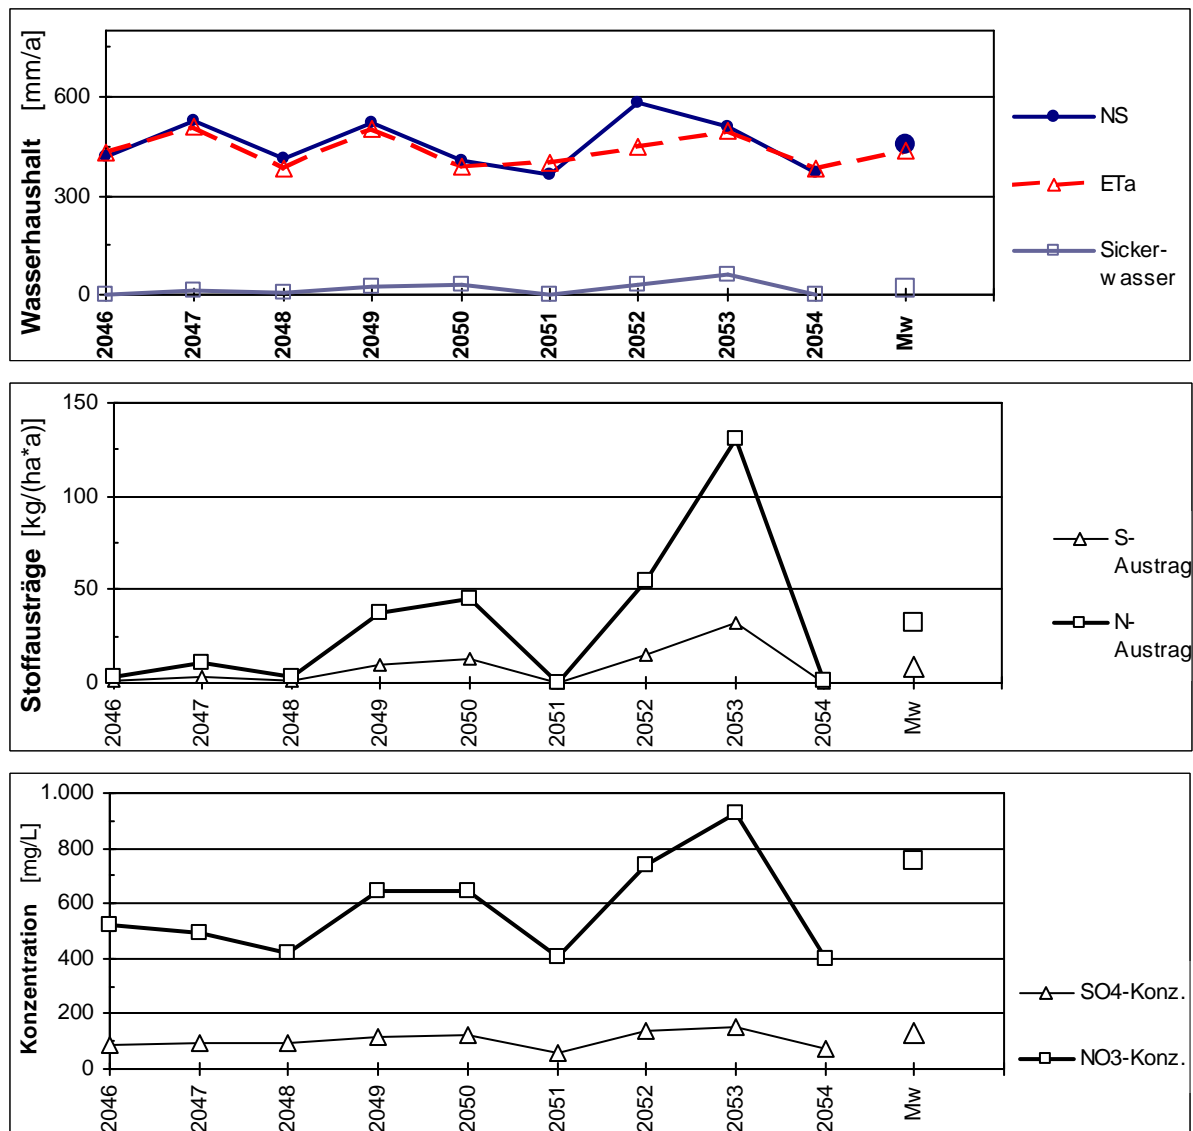 Wasserhaushalt [mm/a]
600
300
0
2046 2047 2048 2049 2050 2051 2052 2053 2054 Mw
NS
ETa
Sicker-
wasser
Stoffausträge [kg/(ha*a)]
150
100
50
0
2046 2047 2048 2049 2050 2051 2052 2053 2054 Mw
S-
Austrag
N-
Austrag
Konzentration [mg/L]
1.000
800
600
400
200
0
2046 2047 2048 2049 2050 2051 2052 2053 2054 Mw
SO4-Konz.
NO3-Konz.